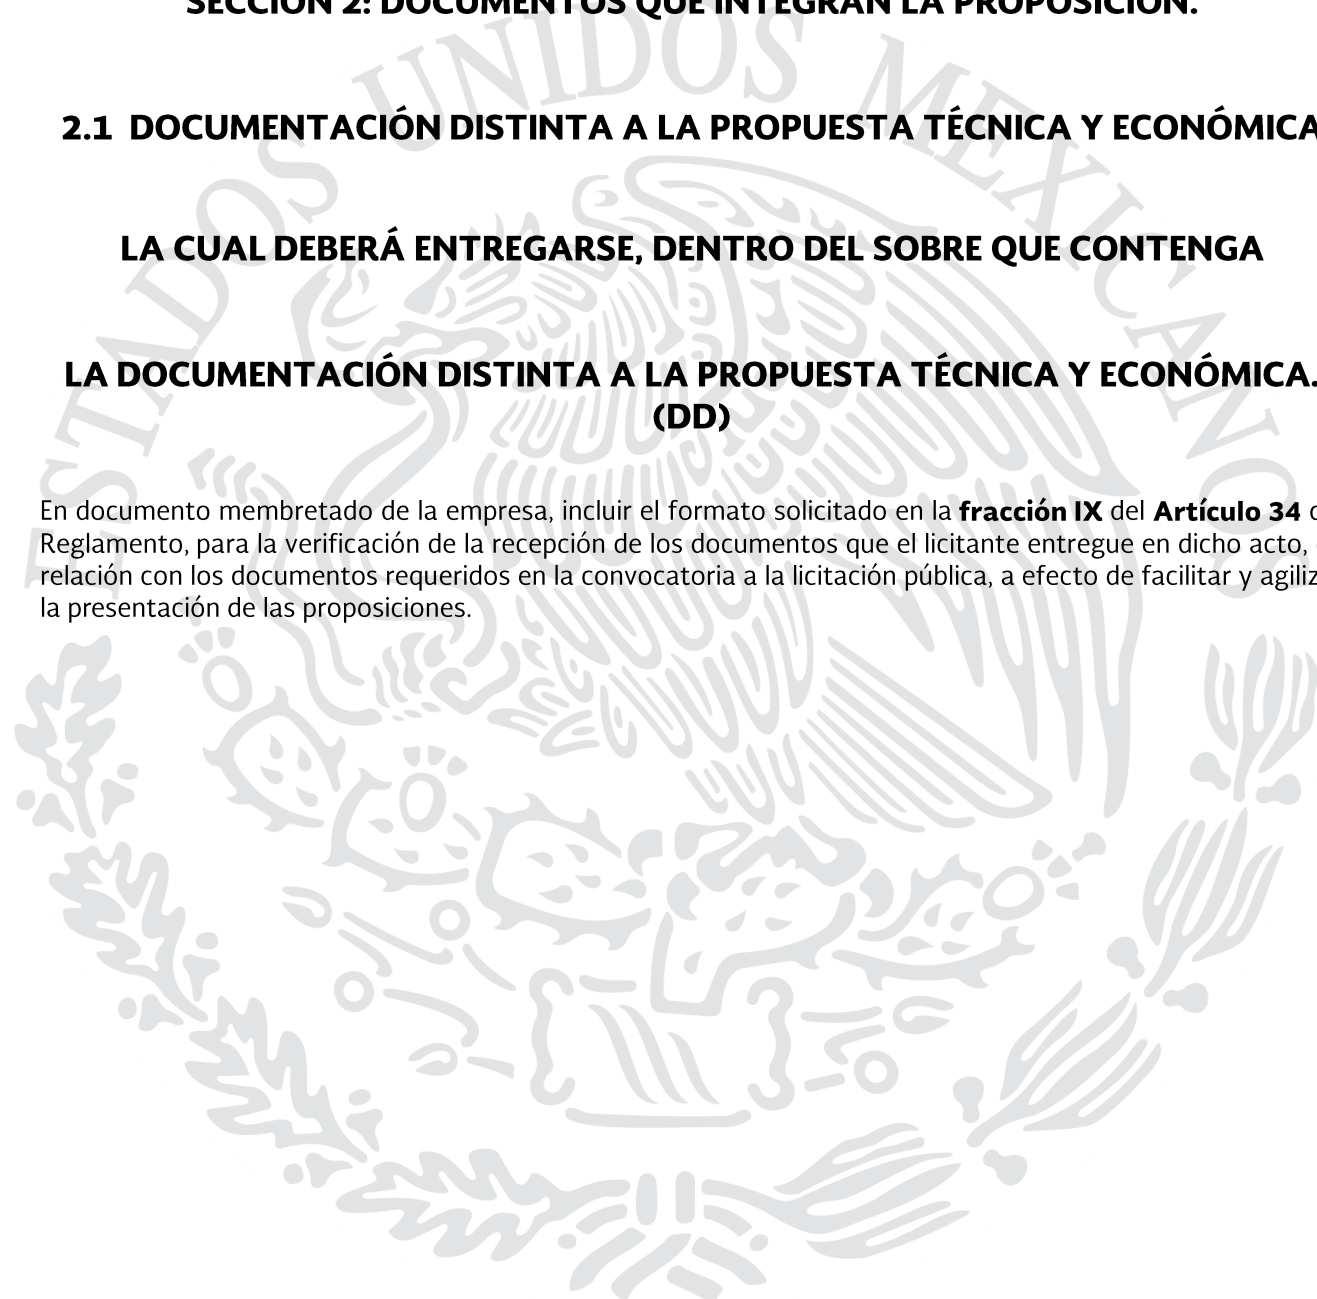 SECCIÓN 2: DOCUMENTOS QUE INTEGRAN LA PROPOSICIÓN.
2.1 DOCUMENTACIÓN DISTINTA A LA PROPUESTA TÉCNICA Y ECONÓMICA
LA CUAL DEBERÁ ENTREGARSE, DENTRO DEL SOBRE QUE CONTENGA
LA DOCUMENTACIÓN DISTINTA A LA PROPUESTA TÉCNICA Y ECONÓMICA.
(DD)
En documento membretado de la empresa, incluir el formato solicitado en la fracción IX del Artículo 34
Reglamento, para la verificación de la recepción de los documentos que el licitante entregue en dicho acto,
relación con los documentos requeridos en la convocatoria a la licitación pública, a efecto de facilitar y agiliz
la presentación de las proposiciones.
ESTADOS UNIDOS MEXICANO